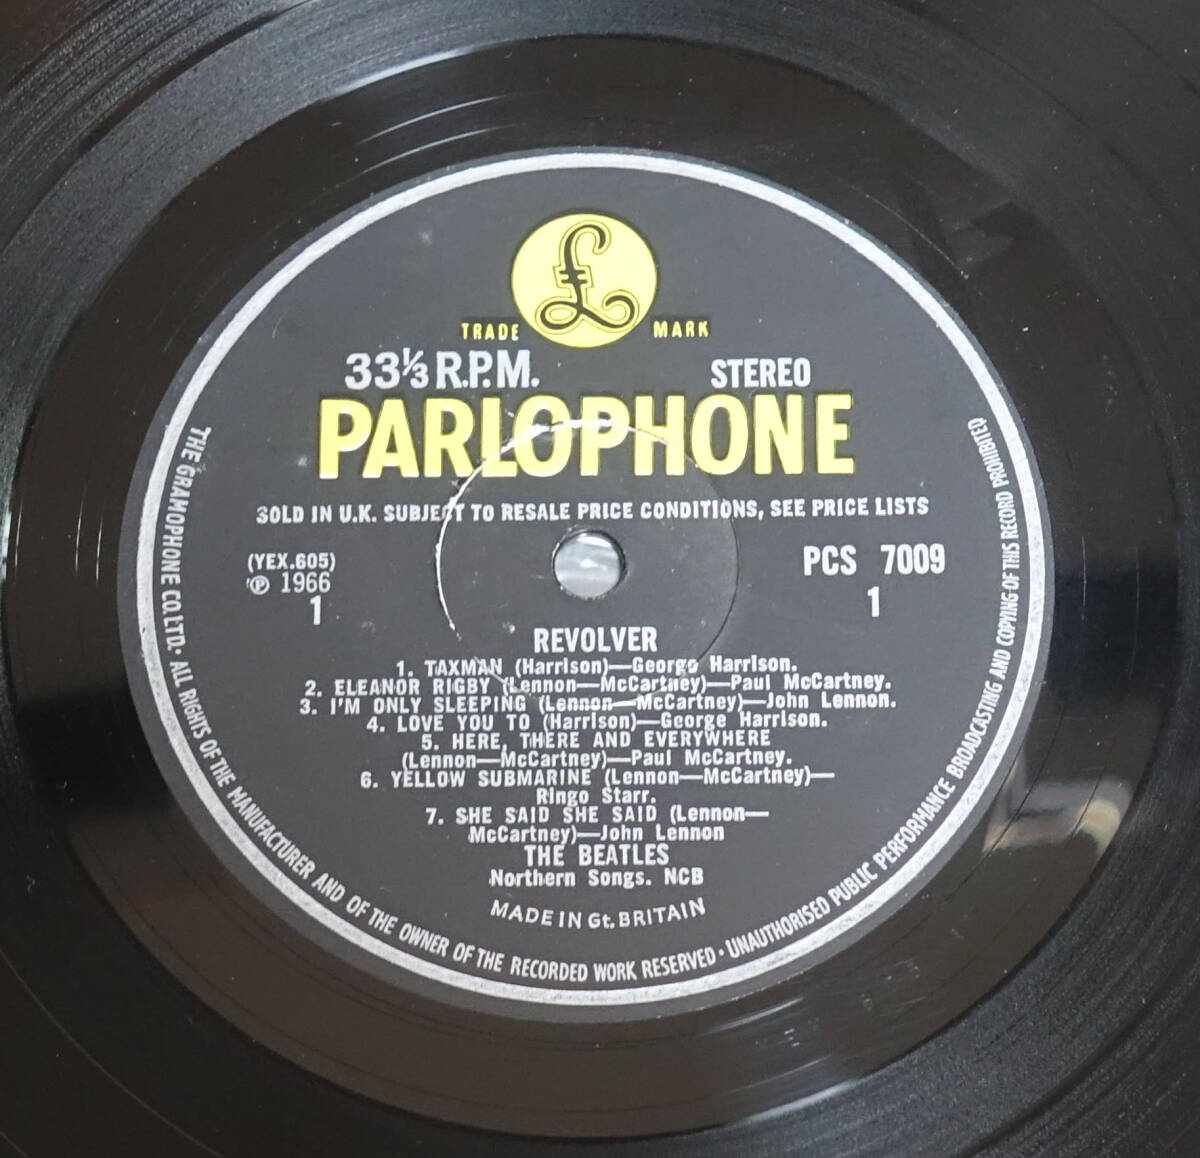 £
TRADE MARK
33⅓ R.P.M. STEREO
PARLOPHONE
SOLD IN U.K. SUBJECT TO RESALE PRICE CONDITIONS, SEE PRICE LISTS
(YEX.605) PCS 7009
℗ 1966
1 1
REVOLVER
1. TAXMAN (Harrison)—George Harrison.
2. ELEANOR RIGBY (Lennon—McCartney)—Paul McCartney.
3. I'M ONLY SLEEPING (Lennon—McCartney)—John Lennon.
4. LOVE YOU TO (Harrison)—George Harrison.
5. HERE, THERE AND EVERYWHERE
(Lennon—McCartney)—Paul McCartney.
6. YELLOW SUBMARINE (Lennon—McCartney)—
Ringo Starr.
7. SHE SAID SHE SAID (Lennon—
McCartney)—John Lennon
THE BEATLES
Northern Songs. NCB
MADE IN Gt. BRITAIN
THE GRAMOPHONE CO. LTD. · ALL RIGHTS OF THE MANUFACTURER AND OF THE OWNER OF THE RECORDED WORK RESERVED · UNAUTHORISED PUBLIC PERFORMANCE BROADCASTING AND COPYING OF THIS RECORD PROHIBITED